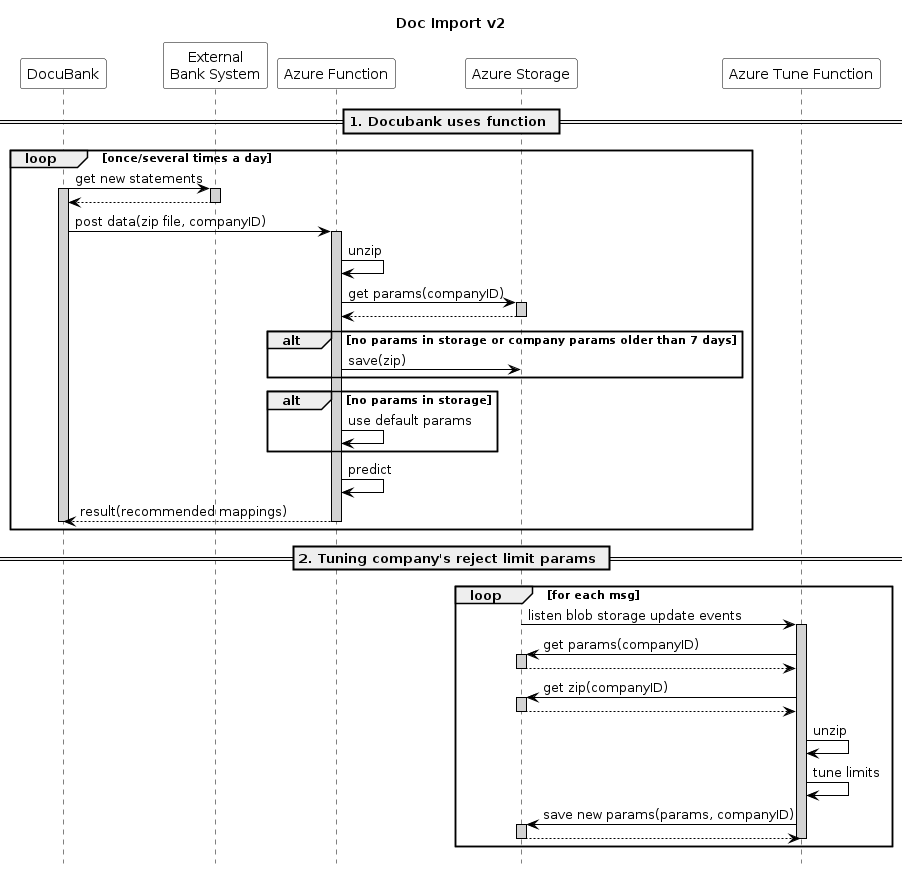 Doc Import v2
DocuBank
External
Bank System
Azure Function
Azure Storage
Azure Tune Function
1. Docubank uses function
loop [once/several times a day]
get new statements
post data(zip file, companyID)
unzip
get params(companyID)
alt [no params in storage or company params older than 7 days]
save(zip)
alt [no params in storage]
use default params
predict
result(recommended mappings)
2. Tuning company's reject limit params
loop [for each msg]
listen blob storage update events
get params(companyID)
get zip(companyID)
unzip
tune limits
save new params(params, companyID)